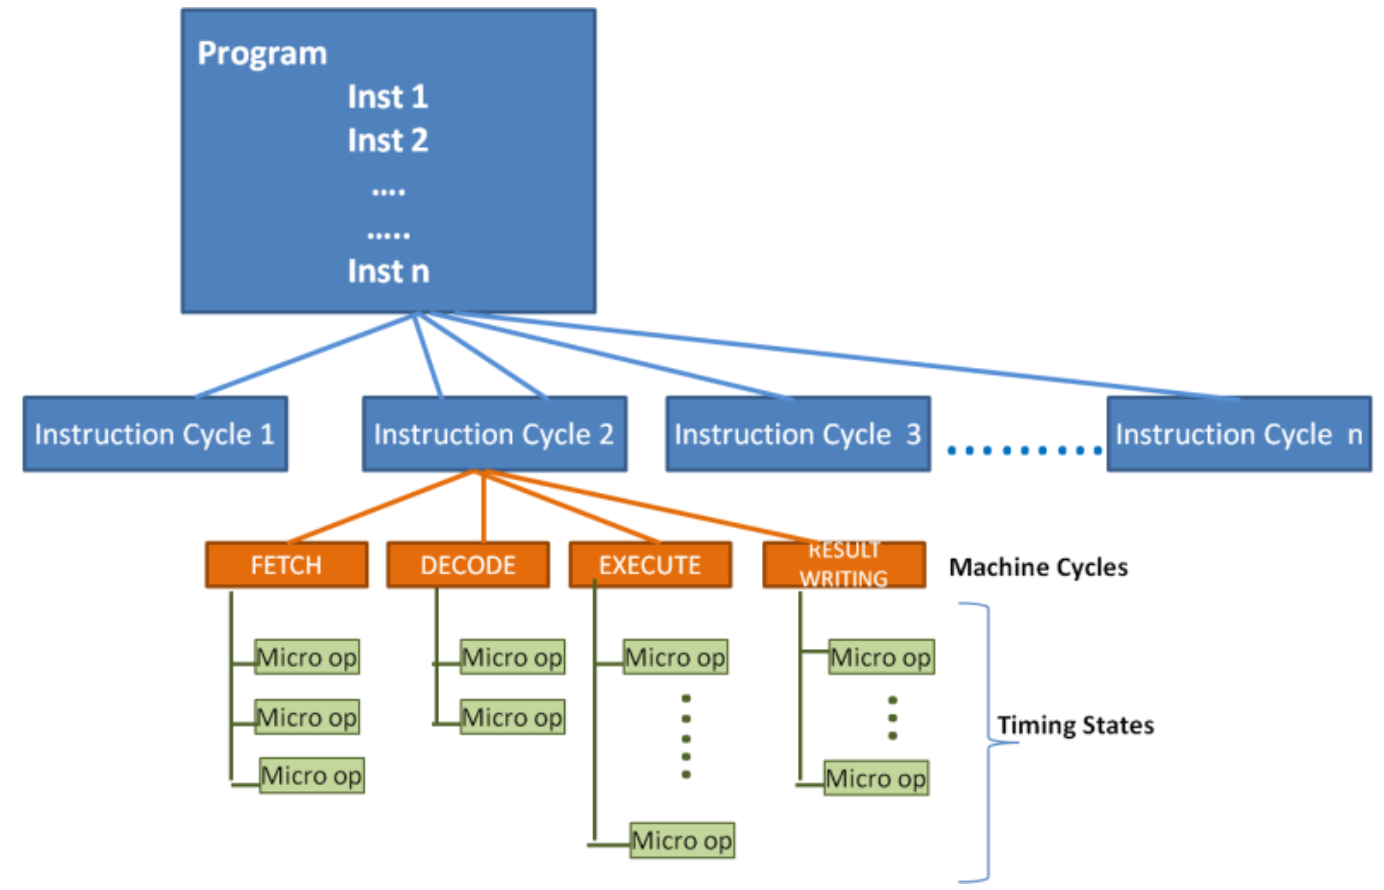 Program
Inst 1
Inst 2
....
.....
Inst n
Instruction Cycle 1
Instruction Cycle 2
Instruction Cycle 3
Instruction Cycle n
FETCH
DECODE
EXECUTE
RESULT
WRITING
Machine Cycles
Micro op
Micro op
Micro op
Micro op
Micro op
Micro op
Micro op
Timing States
Micro op
Micro op
Micro op